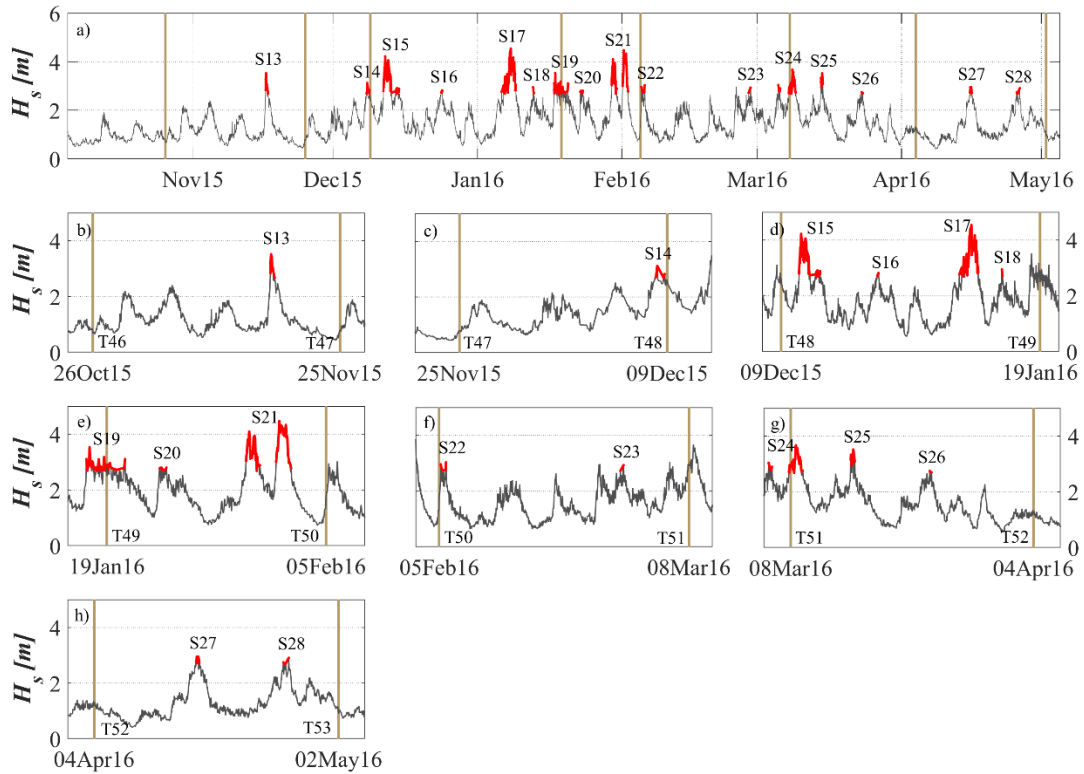 a)
H_s [m]
6
4
2
0
S13
S14
S15
S16
S17
S18
S19
S20
S21
S22
S23
S24
S25
S26
S27
S28
Nov15 Dec15 Jan16 Feb16 Mar16 Apr16 May16
b)
H_s [m]
4
2
0
S13
T46 T47
26Oct15 25Nov15
c)
S14
T47 T48
25Nov15 09Dec15
d)
S15 S16 S17 S18
4
2
0
T48 T49
09Dec15 19Jan16
e)
H_s [m]
4
2
0
S19 S20 S21
T49 T50
19Jan16 05Feb16
f)
S22 S23
T50 T51
05Feb16 08Mar16
g)
S24 S25 S26
4
2
0
T51 T52
08Mar16 04Apr16
h)
H_s [m]
4
2
0
S27 S28
T52 T53
04Apr16 02May16